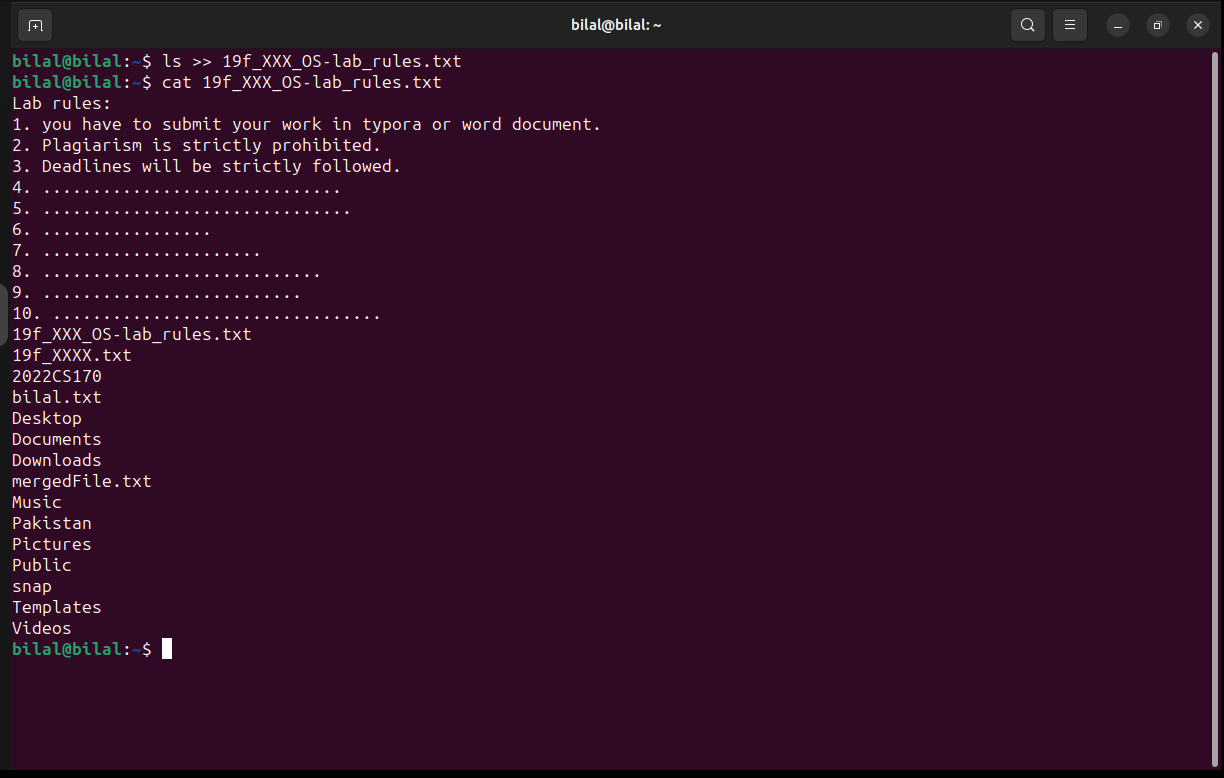 bilal@bilal: ~
bilal@bilal:~$ ls >> 19f_XXX_OS-lab_rules.txt
bilal@bilal:~$ cat 19f_XXX_OS-lab_rules.txt
Lab rules:
1. you have to submit your work in typora or word document.
2. Plagiarism is strictly prohibited.
3. Deadlines will be strictly followed.
4. ..............................
5. ...............................
6. .................
7. ......................
8. ............................
9. ..........................
10. .................................
19f_XXX_OS-lab_rules.txt
19f_XXXX.txt
2022CS170
bilal.txt
Desktop
Documents
Downloads
mergedFile.txt
Music
Pakistan
Pictures
Public
snap
Templates
Videos
bilal@bilal:~$